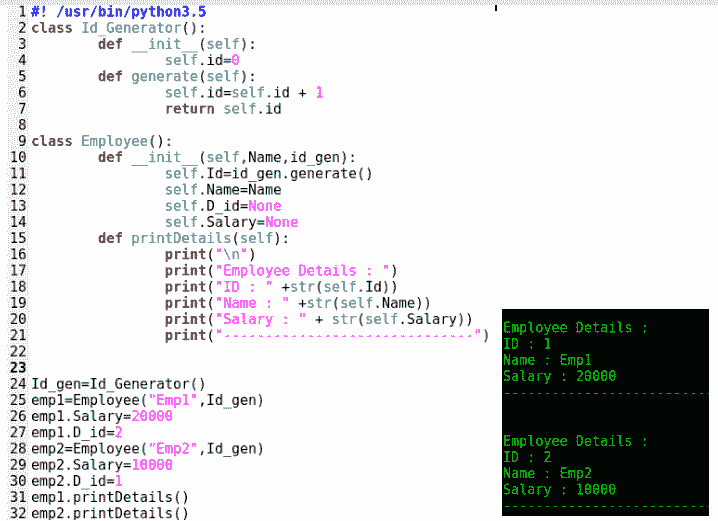 1 #! /usr/bin/python3.5
2 class Id_Generator():
3 def __init__(self):
4 self.id=0
5 def generate(self):
6 self.id=self.id + 1
7 return self.id
8
9 class Employee():
10 def __init__(self,Name,id_gen):
11 self.Id=id_gen.generate()
12 self.Name=Name
13 self.D_id=None
14 self.Salary=None
15 def printDetails(self):
16 print("\n")
17 print("Employee Details : ")
18 print("ID : " +str(self.Id))
19 print("Name : " +str(self.Name))
20 print("Salary : " + str(self.Salary))
21 print("------------------------------")
22
23
24 Id_gen=Id_Generator()
25 emp1=Employee("Emp1",Id_gen)
26 emp1.Salary=20000
27 emp1.D_id=2
28 emp2=Employee("Emp2",Id_gen)
29 emp2.Salary=10000
30 emp2.D_id=1
31 emp1.printDetails()
32 emp2.printDetails()
Employee Details :
ID : 1
Name : Emp1
Salary : 20000
--------------------------
Employee Details :
ID : 2
Name : Emp2
Salary : 10000
--------------------------